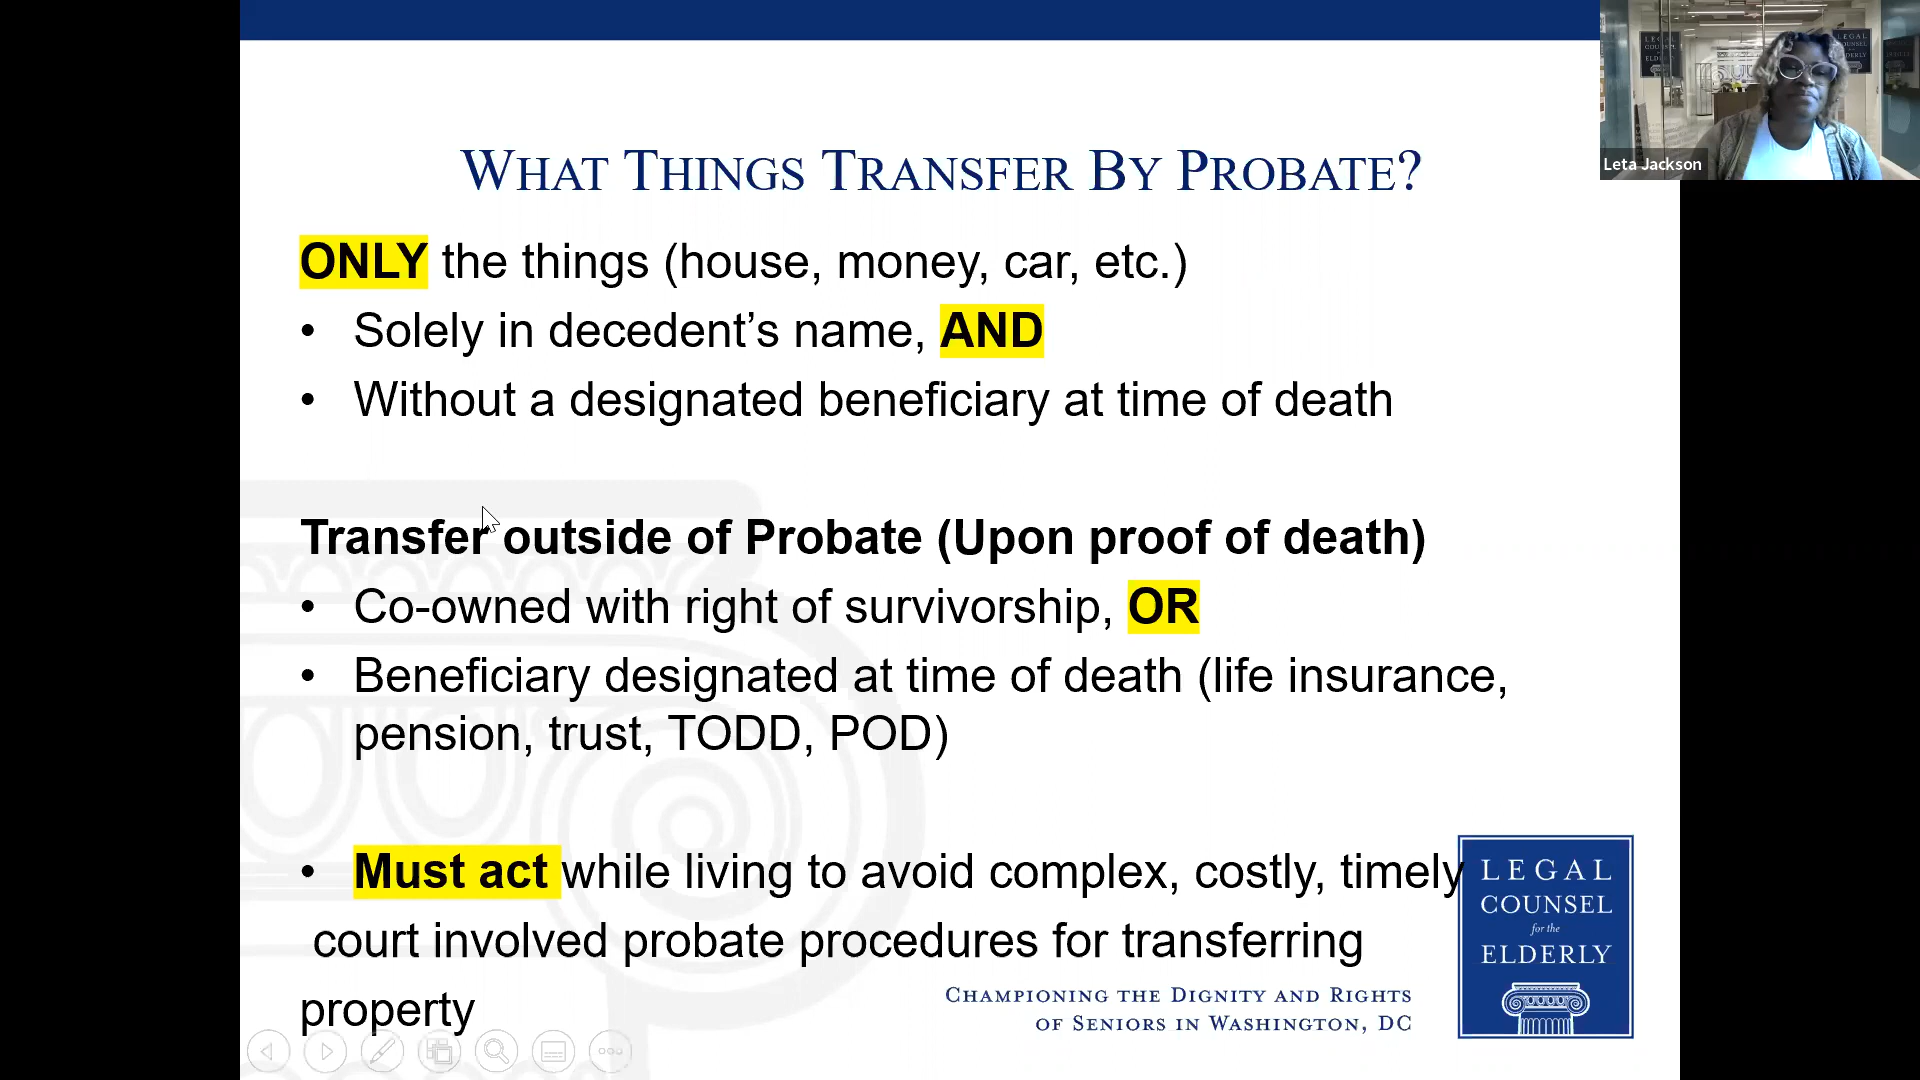 WHAT THINGS TRANSFER BY PROBATE?
ONLY the things (house, money, car, etc.)
• Solely in decedent’s name, AND
• Without a designated beneficiary at time of death
Transfer outside of Probate (Upon proof of death)
• Co-owned with right of survivorship, OR
• Beneficiary designated at time of death (life insurance,
pension, trust, TODD, POD)
• Must act while living to avoid complex, costly, timely
court involved probate procedures for transferring
property
CHAMPIONING THE DIGNITY AND RIGHTS
OF SENIORS IN WASHINGTON, DC
LEGAL
COUNSEL
for the
ELDERLY
LEGAL
COUNSEL
ELDERLY
Leta Jackson